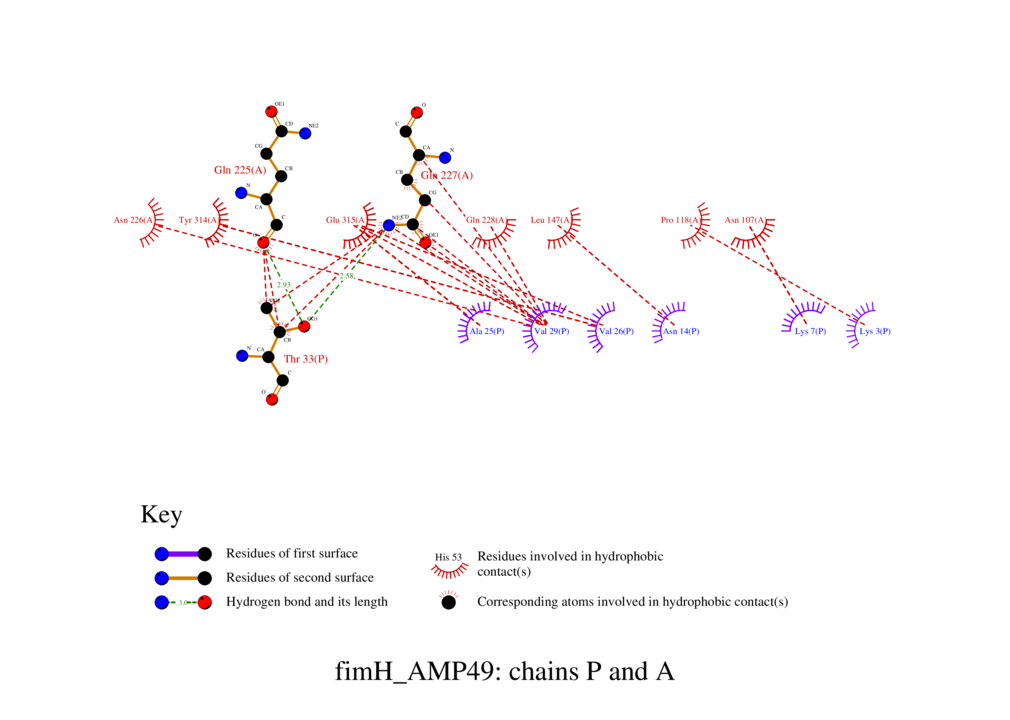 OE1
O
CD
NE2
C
CG
CA
N
CB
Gln 225(A)
CB
Gln 227(A)
N
CG
CA
Asn 226(A)
Tyr 314(A)
C
Glu 315(A)
NE2
CD
Gln 228(A)
Leu 147(A)
Pro 118(A)
Asn 107(A)
OE1
2.58
2.93
OG1
CB
Ala 25(P)
Val 29(P)
Val 26(P)
Asn 14(P)
Lys 7(P)
Lys 3(P)
N
CA
Thr 33(P)
C
O
Key
Residues of first surface
Residues of second surface
3.0
Hydrogen bond and its length
His 53
Residues involved in hydrophobic
contact(s)
Corresponding atoms involved in hydrophobic contact(s)
fimH_AMP49: chains P and A